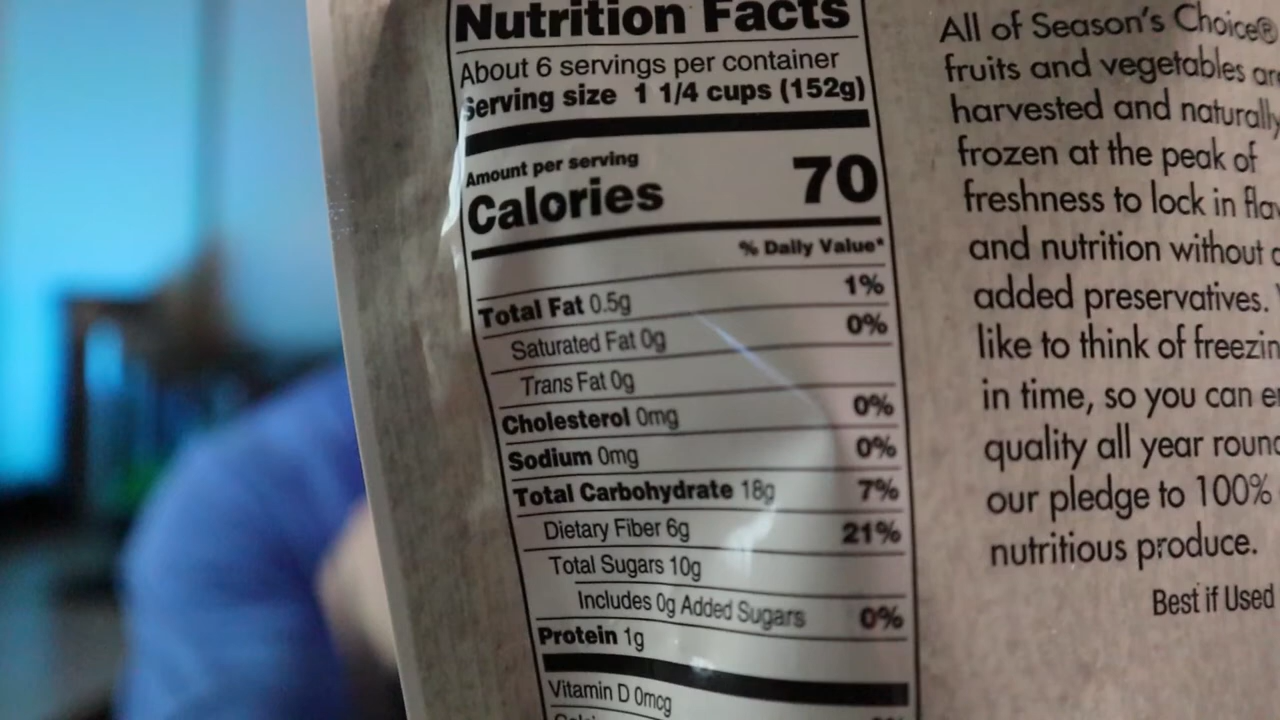 Nutrition Facts
About 6 servings per container
Serving size 1 1/4 cups (152g)
Amount per serving
Calories 70
% Daily Value*
Total Fat 0.5g 1%
Saturated Fat 0g 0%
Trans Fat 0g
Cholesterol 0mg 0%
Sodium 0mg 0%
Total Carbohydrate 18g 7%
Dietary Fiber 6g 21%
Total Sugars 10g
Includes 0g Added Sugars 0%
Protein 1g
Vitamin D 0mcg
All of Season's Choice®
fruits and vegetables
harvested and naturally
frozen at the peak of
freshness to lock in
and nutrition without
added preservatives.
like to think of
in time, so you can
quality all year
our pledge to 100%
nutritious produce.
Best if Used